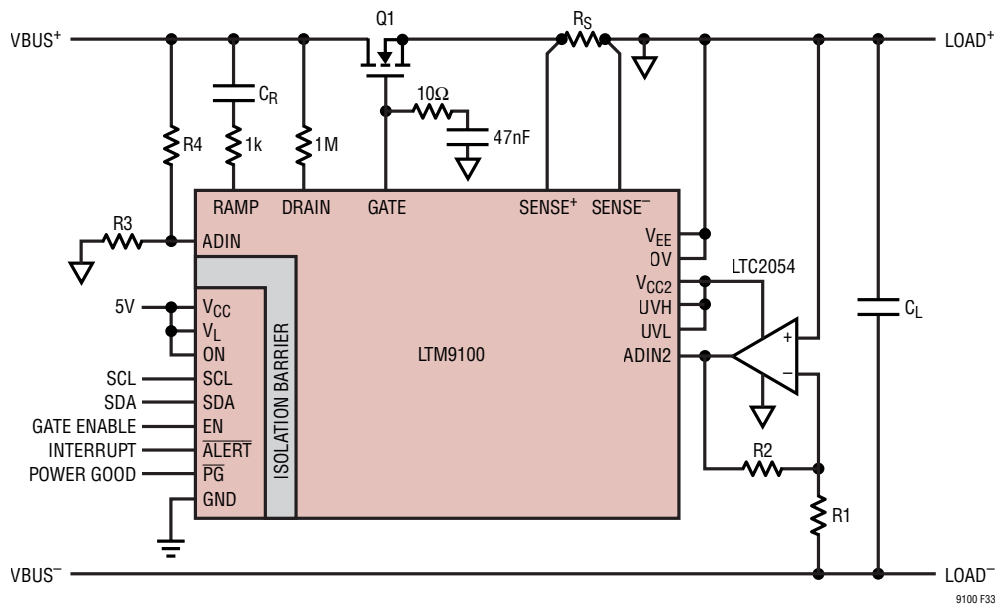 Q1
RS
VBUS+
LOAD+
CR
10Ω
47nF
R4
1k
1M
RAMP
DRAIN
GATE
SENSE+
SENSE−
R3
ADIN
VEE
OV
LTC2054
VCC2
UVH
UVL
ADIN2
+
−
5V
VCC
VL
ON
LTM9100
CL
ISOLATION BARRIER
SCL
SCL
SDA
SDA
GATE ENABLE
EN
INTERRUPT
ALERT
POWER GOOD
PG
GND
R2
R1
VBUS−
LOAD−
9100 F33